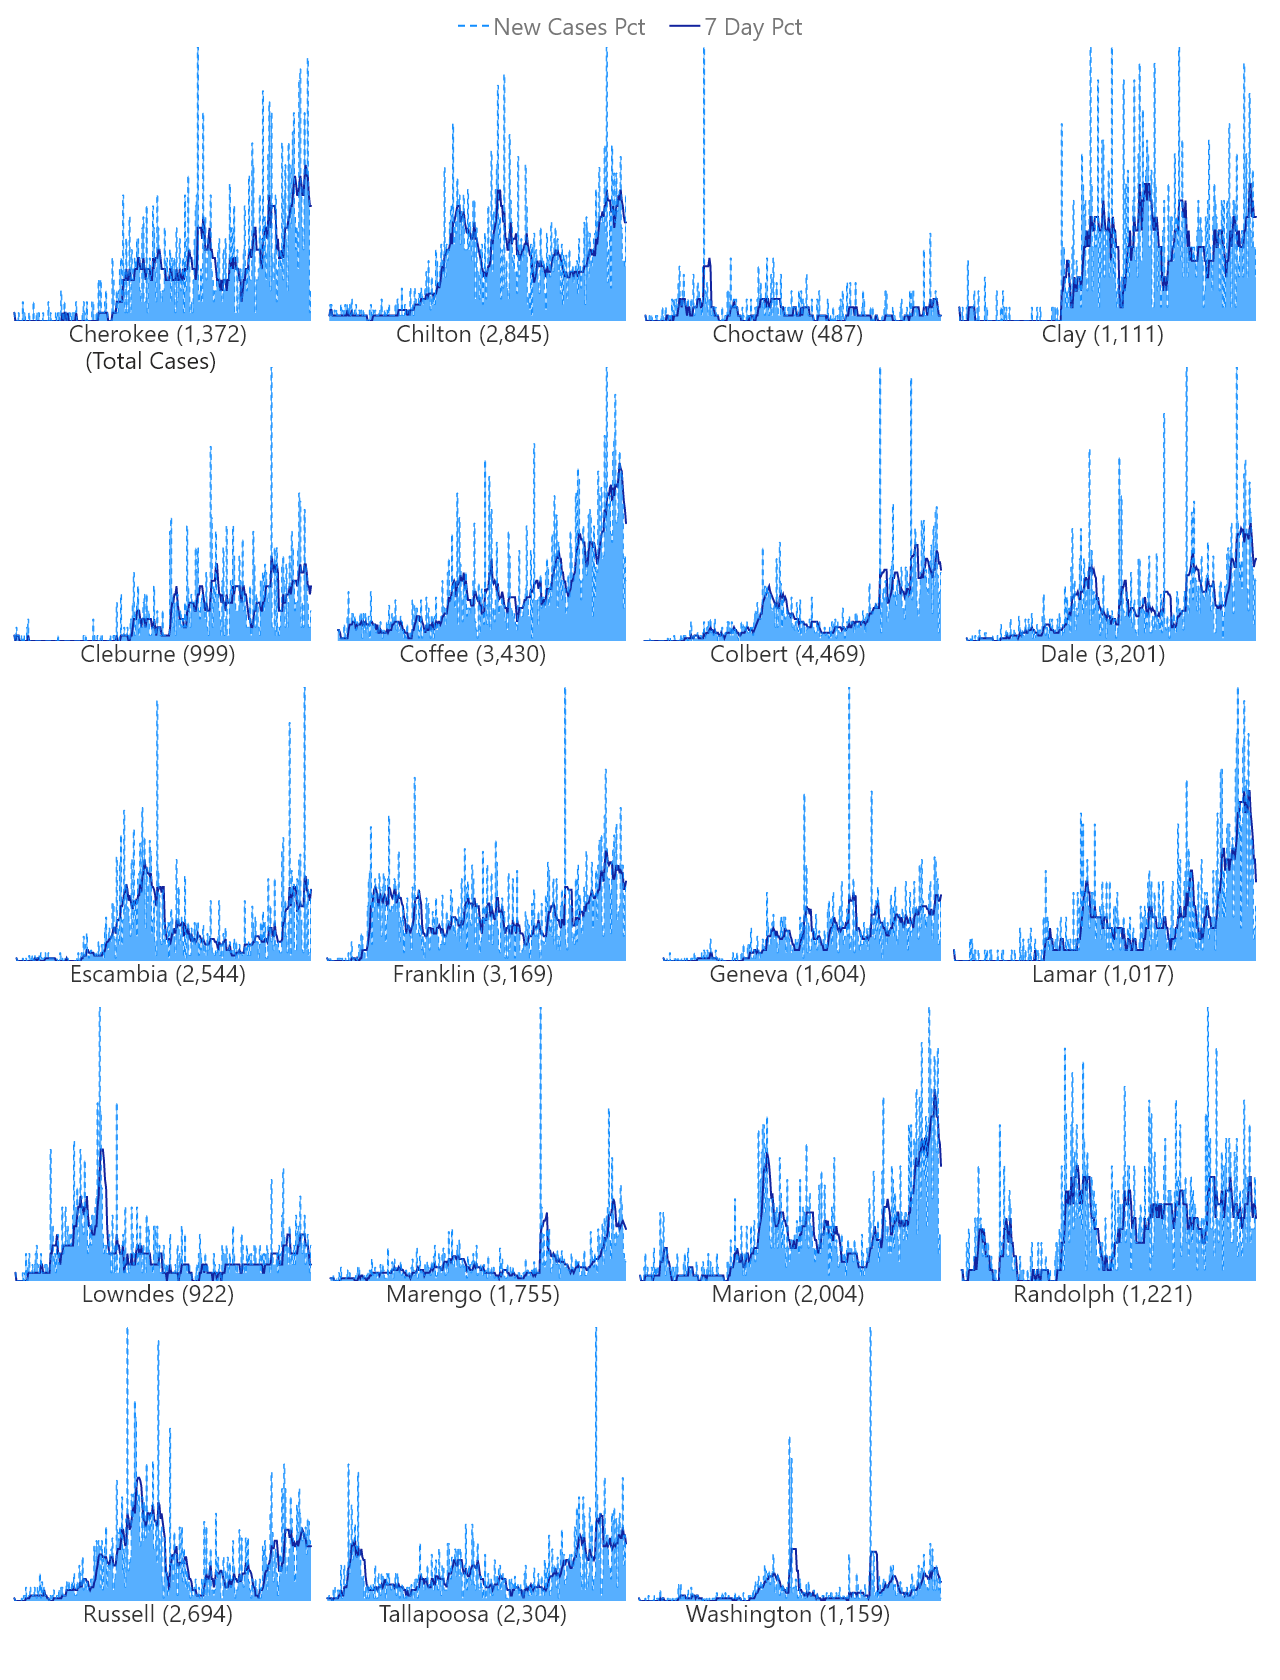 New Cases Pct 7 Day Pct
Cherokee (1,372) Chilton (2,845) Choctaw (487) Clay (1,111)
(Total Cases)
Cleburne (999) Coffee (3,430) Colbert (4,469) Dale (3,201)
Escambia (2,544) Franklin (3,169) Geneva (1,604) Lamar (1,017)
Lowndes (922) Marengo (1,755) Marion (2,004) Randolph (1,221)
Russell (2,694) Tallapoosa (2,304) Washington (1,159)